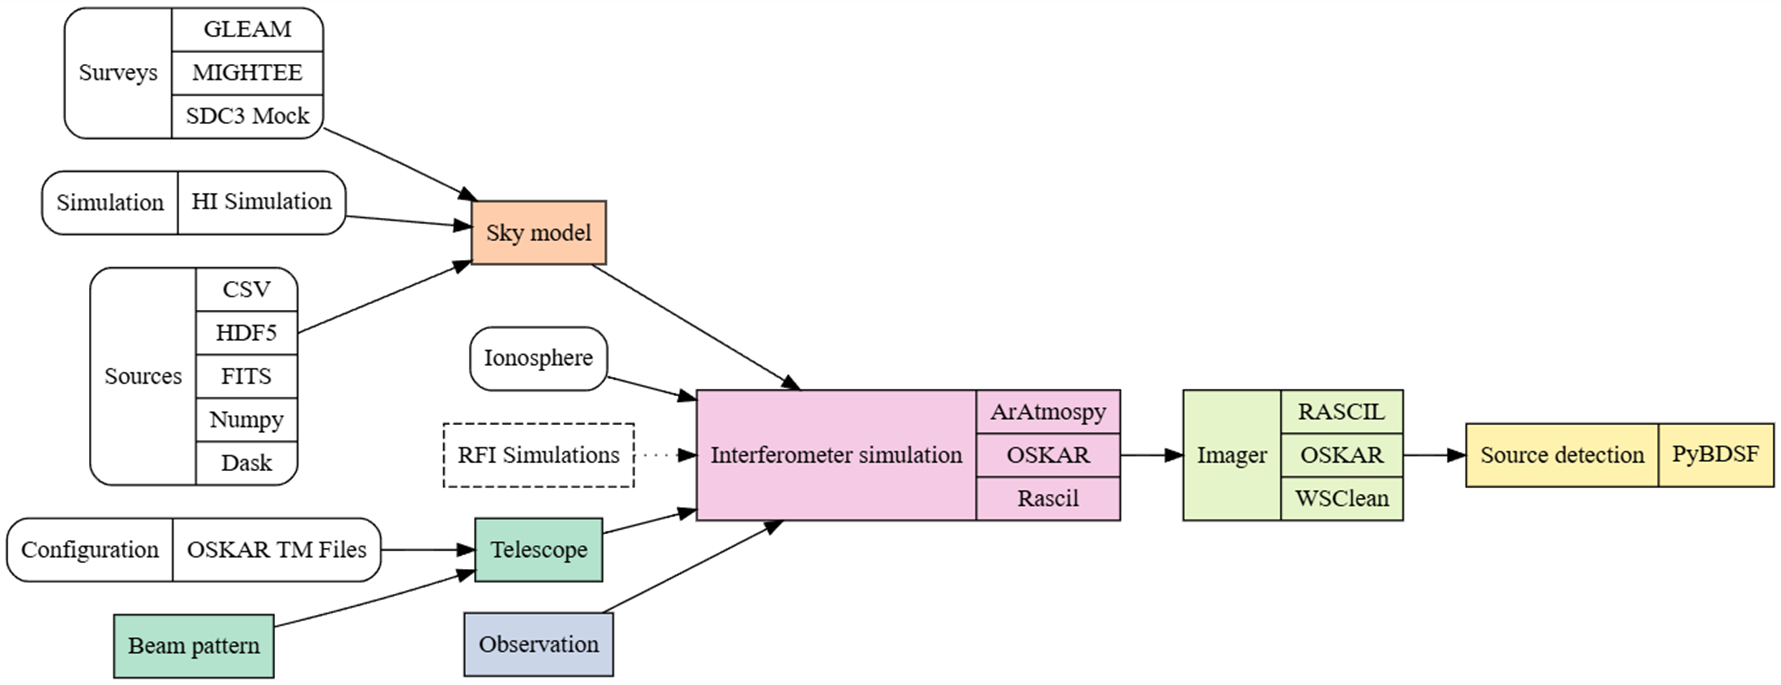 Surveys
GLEAM
MIGHTEE
SDC3 Mock
Simulation
HI Simulation
Sky model
Sources
CSV
HDF5
FITS
Numpy
Dask
Ionosphere
RFI Simulations
Interferometer simulation
ArAtmospy
OSKAR
Rascil
Imager
RASCIL
OSKAR
WSClean
Source detection
PyBDSF
Configuration
OSKAR TM Files
Telescope
Beam pattern
Observation